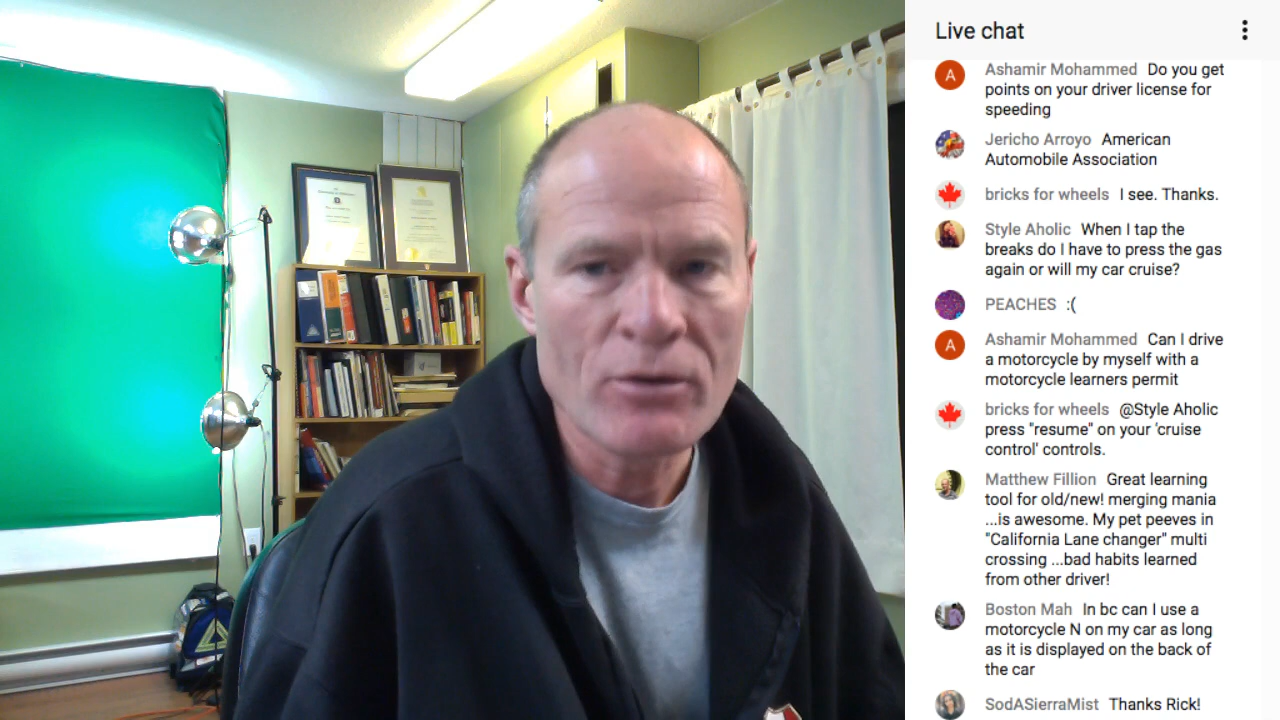 Live chat
A
Ashamir Mohammed Do you get
points on your driver license for
speeding
Jericho Arroyo American
Automobile Association
bricks for wheels I see. Thanks.
Style Aholic When I tap the
breaks do I have to press the gas
again or will my car cruise?
PEACHES :(
A
Ashamir Mohammed Can I drive
a motorcycle by myself with a
motorcycle learners permit
bricks for wheels @Style Aholic
press "resume" on your 'cruise
control' controls.
Matthew Fillion Great learning
tool for old/new! merging mania
...is awesome. My pet peeves in
"California Lane changer" multi
crossing ...bad habits learned
from other driver!
Boston Mah In bc can I use a
motorcycle N on my car as long
as it is displayed on the back of
the car
SodASierraMist Thanks Rick!